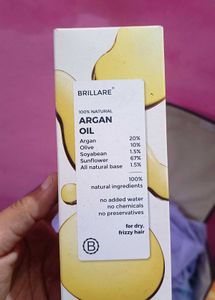 BRILLARE
100% NATURAL
ARGAN
OIL
Argan 20%
Olive 10%
Soyabean 1.5%
Sunflower 67%
All natural base 1.5%
100%
natural ingredients
no added water
no chemicals
no preservatives
for dry,
frizzy hair
B